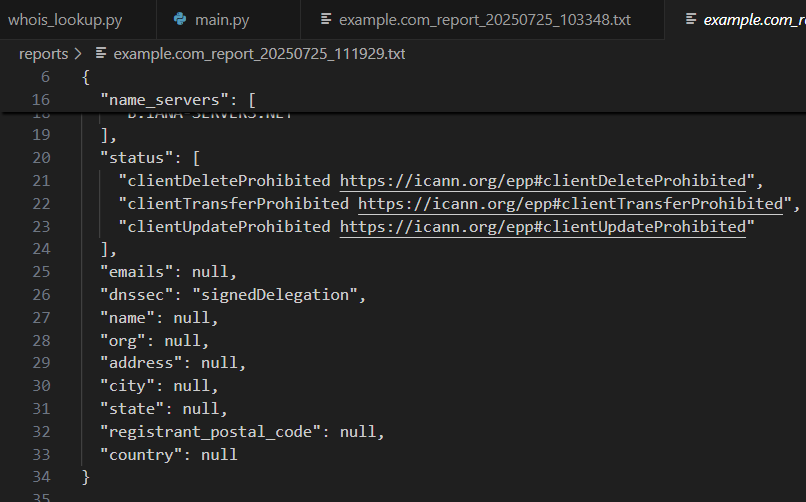 whois_lookup.py main.py example.com_report_20250725_103348.txt example.com_r
reports > example.com_report_20250725_111929.txt
6 {
16 "name_servers": [
18 "B.IANA-SERVERS.NET"
19 ],
20 "status": [
21 "clientDeleteProhibited https://icann.org/epp#clientDeleteProhibited",
22 "clientTransferProhibited https://icann.org/epp#clientTransferProhibited",
23 "clientUpdateProhibited https://icann.org/epp#clientUpdateProhibited"
24 ],
25 "emails": null,
26 "dnssec": "signedDelegation",
27 "name": null,
28 "org": null,
29 "address": null,
30 "city": null,
31 "state": null,
32 "registrant_postal_code": null,
33 "country": null
34 }
35